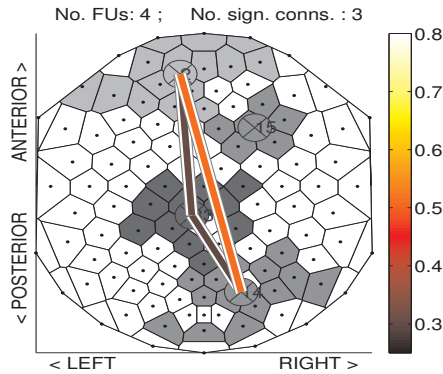 No. FUs: 4 ; No. sign. conns. : 3
ANTERIOR >
< POSTERIOR
15
14
< LEFT
RIGHT >
0.8
0.7
0.6
0.5
0.4
0.3